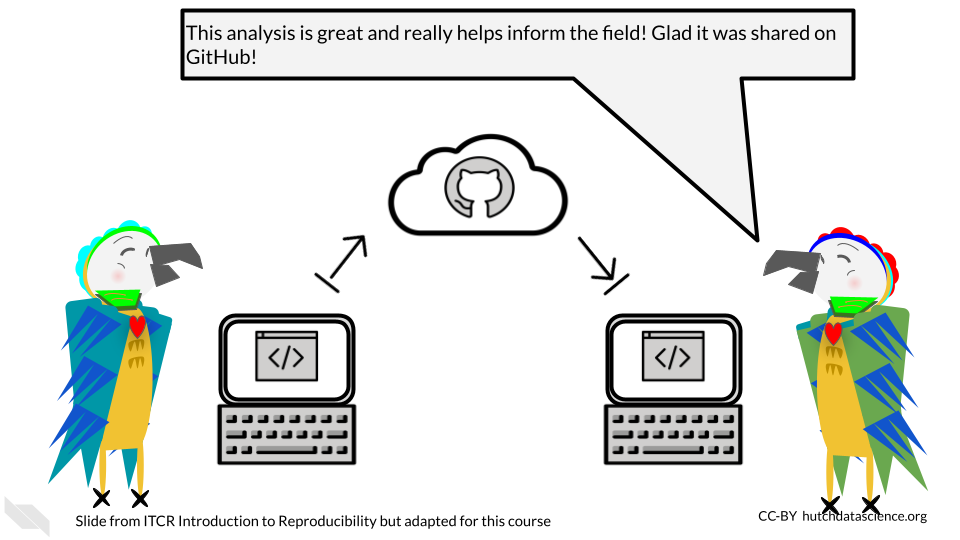 This analysis is great and really helps inform the field! Glad it was shared on
GitHub!
</>
</>
Slide from ITCR Introduction to Reproducibility but adapted for this course
CC-BY hutchdatascience.org